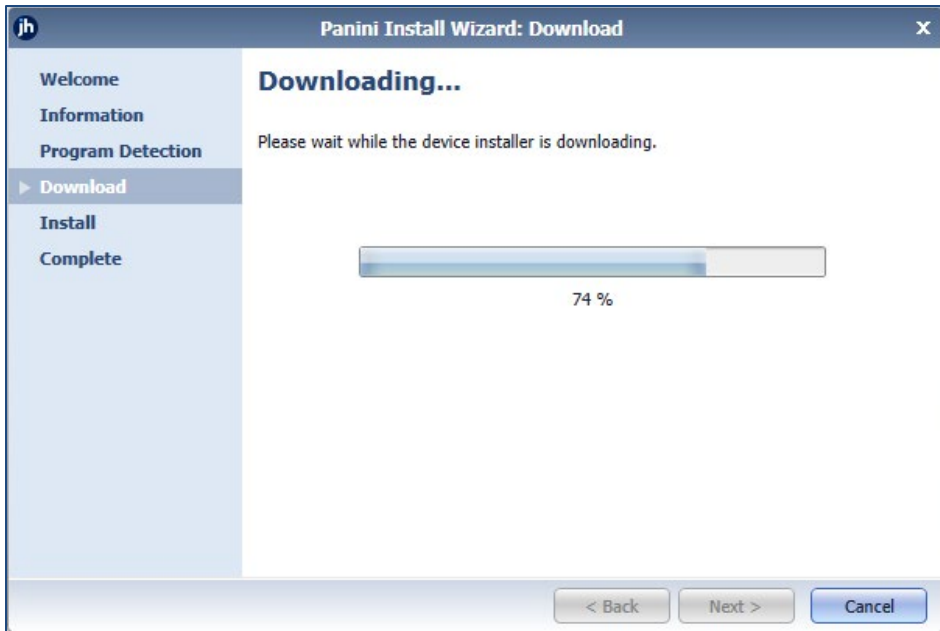 jh
Panini Install Wizard: Download
X
Welcome
Information
Program Detection
Download
Install
Complete
Downloading...
Please wait while the device installer is downloading.
74 %
< Back
Next >
Cancel